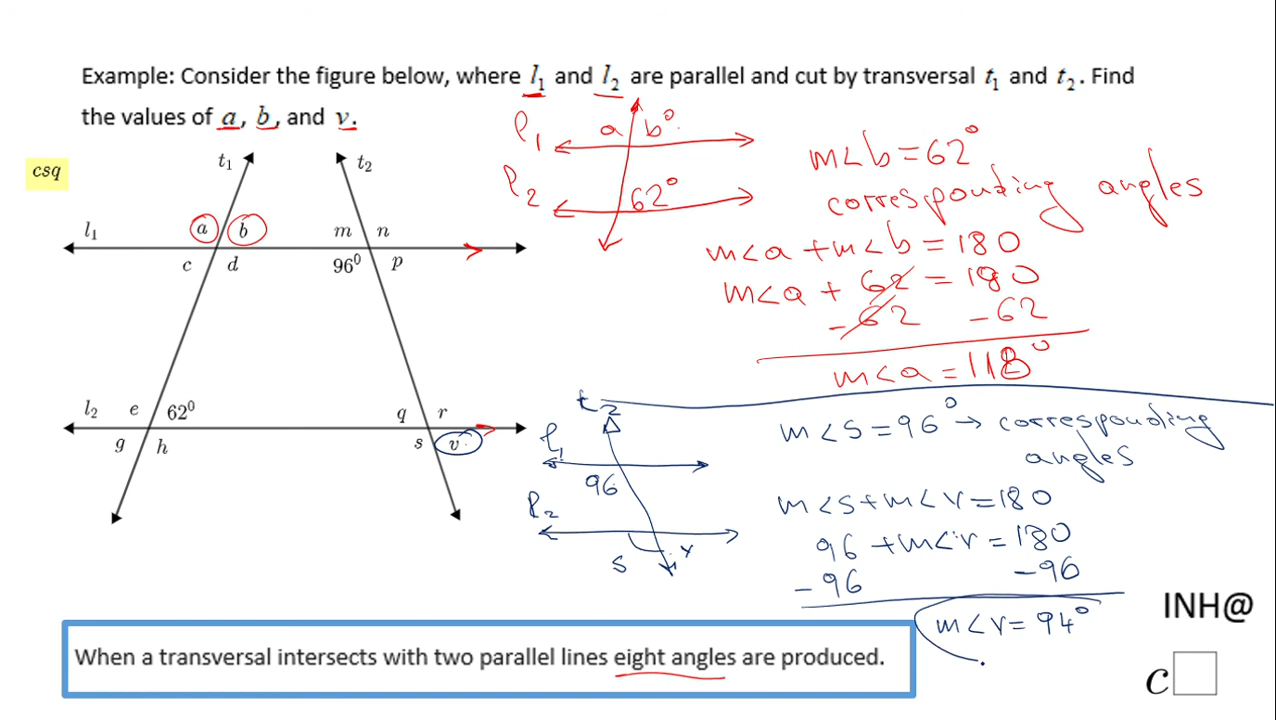 Example: Consider the figure below, where l₁ and l₂ are parallel and cut by transversal t₁ and t₂. Find
the values of a, b, and v.
csq
t₁
t₂
l₁
a
b
m
n
c
d
96⁰
p
l₂
e
62⁰
q
r
g
h
s
v
l₁
a
b°
l₂
62°
m<b=62°
corresponding angles
m<a +m<b =180
m<a + 62 = 180
-62 -62
m<a =118°
t₂
l₁
96
l₂
s
v
m<s=96° → corresponding
angles
m<s+m<v=180
96 +m<v =180
-96 -96
m<v= 94°
When a transversal intersects with two parallel lines eight angles are produced.
INH@
c